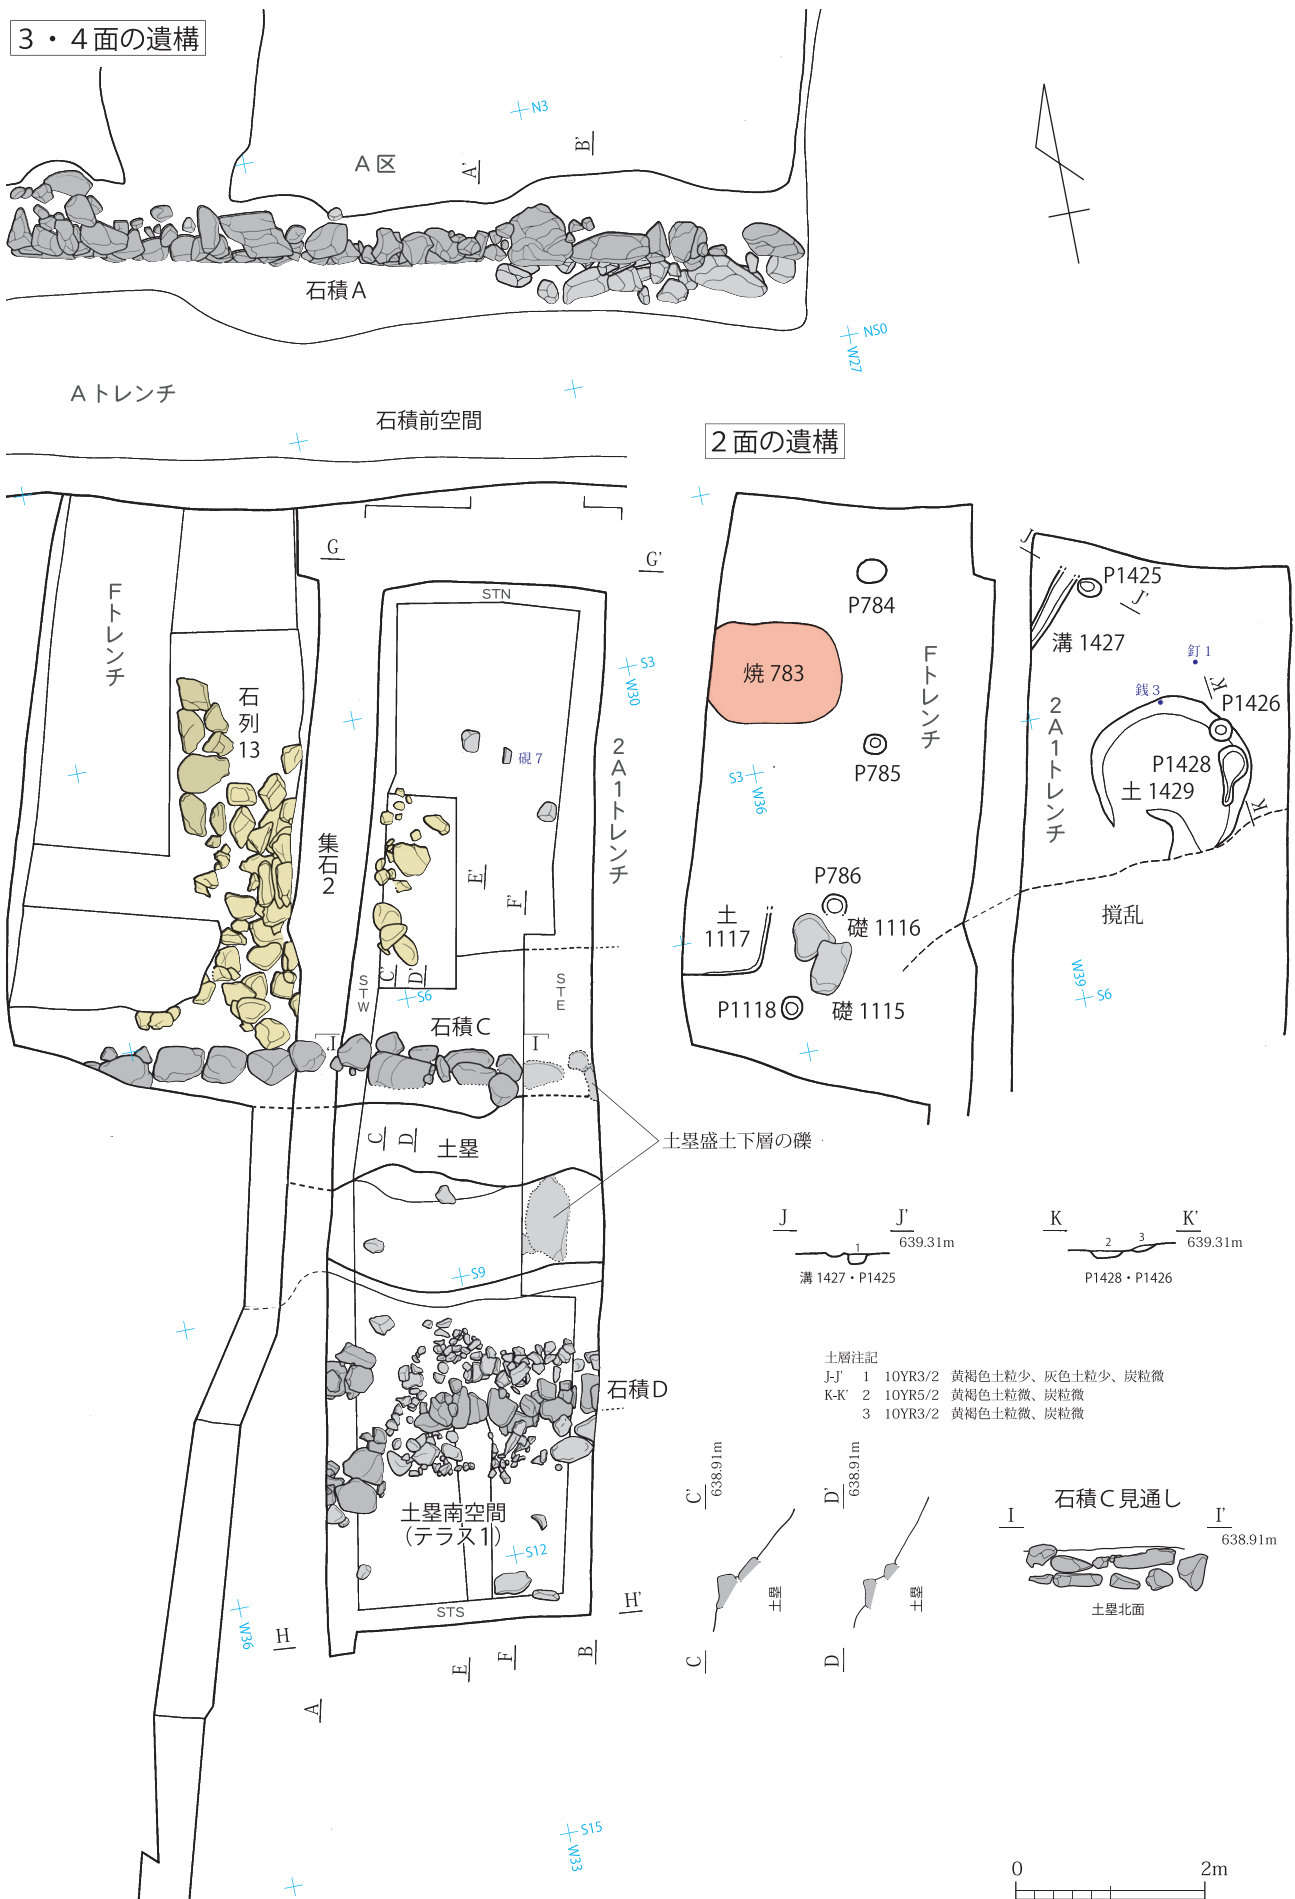 3・4面の遺構
N3
B'
A'
A区
石積A
NS0
W27
Aトレンチ
石積前空間
2面の遺構
G
G'
STN
Fトレンチ
S3
W30
石列13
硯7
2A1トレンチ
集石2
E'
F'
C'
D'
STW
STE
S6
石積C
I'
I
C
D
土塁
土塁盛土下層の礫
S9
石積D
土塁南空間
(テラス1)
S12
STS
H'
H
W36
E
F
B
A
S15
W33
P784
焼783
Fトレンチ
P785
S3
W36
P786
土
1117
礎1116
P1118
礎1115
J
P1425
J'
溝1427
釘1
K'
銭3
P1426
2A1トレンチ
P1428
土1429
K
撹乱
W39
S6
J
J'
639.31m
1
溝1427・P1425
K
K'
639.31m
2
3
P1428・P1426
土層注記
J-J' 1 10YR3/2 黄褐色土粒少、灰色土粒少、炭粒微
K-K' 2 10YR5/2 黄褐色土粒微、炭粒微
3 10YR3/2 黄褐色土粒微、炭粒微
C'
638.91m
土塁
C
D'
638.91m
土塁
D
石積C見通し
I
I'
638.91m
土塁北面
0
2m